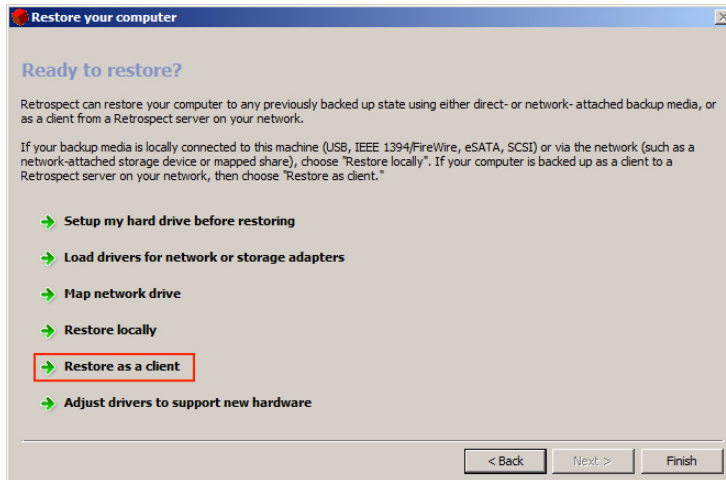 Restore your computer
Ready to restore?
Retrospect can restore your computer to any previously backed up state using either direct- or network- attached backup media, or
as a client from a Retrospect server on your network.
If your backup media is locally connected to this machine (USB, IEEE 1394/FireWire, eSATA, SCSI) or via the network (such as a
network-attached storage device or mapped share), choose "Restore locally". If your computer is backed up as a client to a
Retrospect server on your network, then choose "Restore as client."
Setup my hard drive before restoring
Load drivers for network or storage adapters
Map network drive
Restore locally
Restore as a client
Adjust drivers to support new hardware
< Back Next > Finish